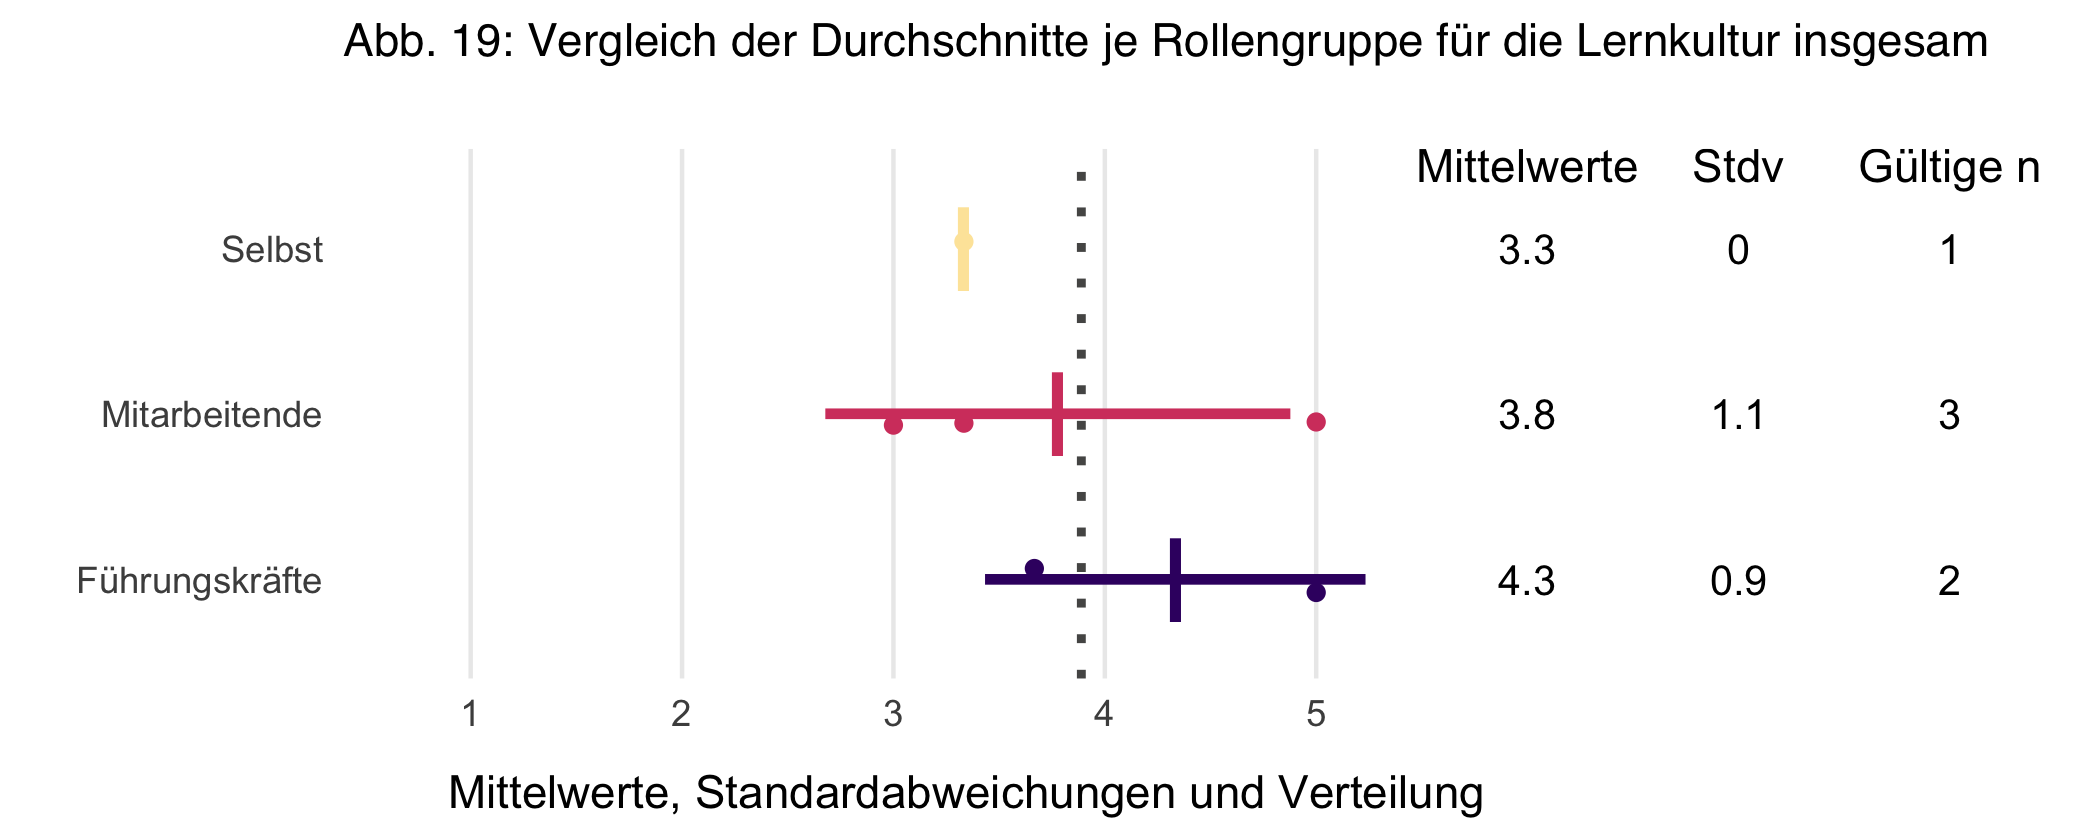 Abb. 19: Vergleich der Durchschnitte je Rollengruppe für die Lernkultur insgesam
Mittelwerte Stdv Gültige n
Selbst 3.3 0 1
Mitarbeitende 3.8 1.1 3
Führungskräfte 4.3 0.9 2
1 2 3 4 5
Mittelwerte, Standardabweichungen und Verteilung